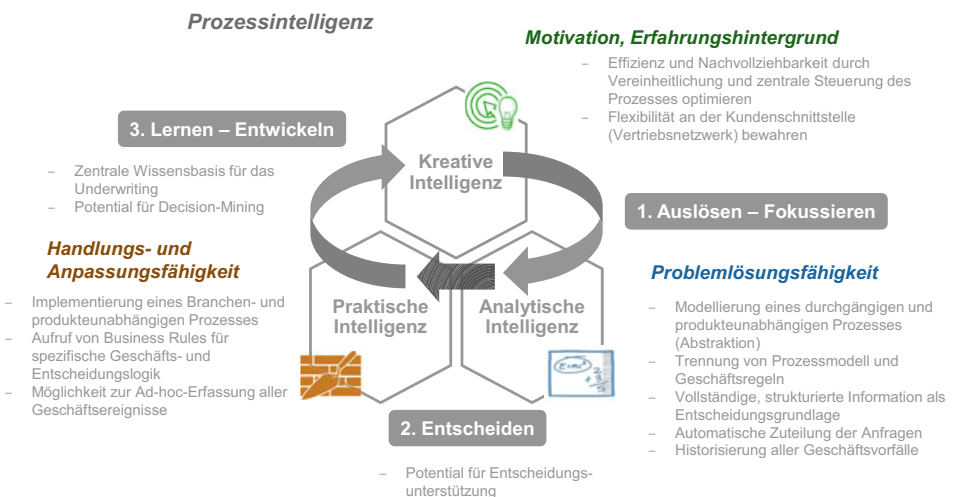 Prozessintelligenz
Motivation, Erfahrungshintergrund
– Effizienz und Nachvollziehbarkeit durch
Vereinheitlichung und zentrale Steuerung des
Prozesses optimieren
– Flexibilität an der Kundenschnittstelle
(Vertriebsnetzwerk) bewahren
3. Lernen – Entwickeln
– Zentrale Wissensbasis für das
Underwriting
– Potential für Decision-Mining
Kreative
Intelligenz
1. Auslösen – Fokussieren
Handlungs- und
Anpassungsfähigkeit
– Implementierung eines Branchen- und
produkteunabhängigen Prozesses
– Aufruf von Business Rules für
spezifische Geschäfts- und
Entscheidungslogik
– Möglichkeit zur Ad-hoc-Erfassung aller
Geschäftsereignisse
Praktische
Intelligenz
Analytische
Intelligenz
Problemlösungsfähigkeit
– Modellierung eines durchgängigen und
produkteunabhängigen Prozesses
(Abstraktion)
– Trennung von Prozessmodell und
Geschäftsregeln
– Vollständige, strukturierte Information als
Entscheidungsgrundlage
– Automatische Zuteilung der Anfragen
– Historisierung aller Geschäftsvorfälle
2. Entscheiden
– Potential für Entscheidungs-
unterstützung